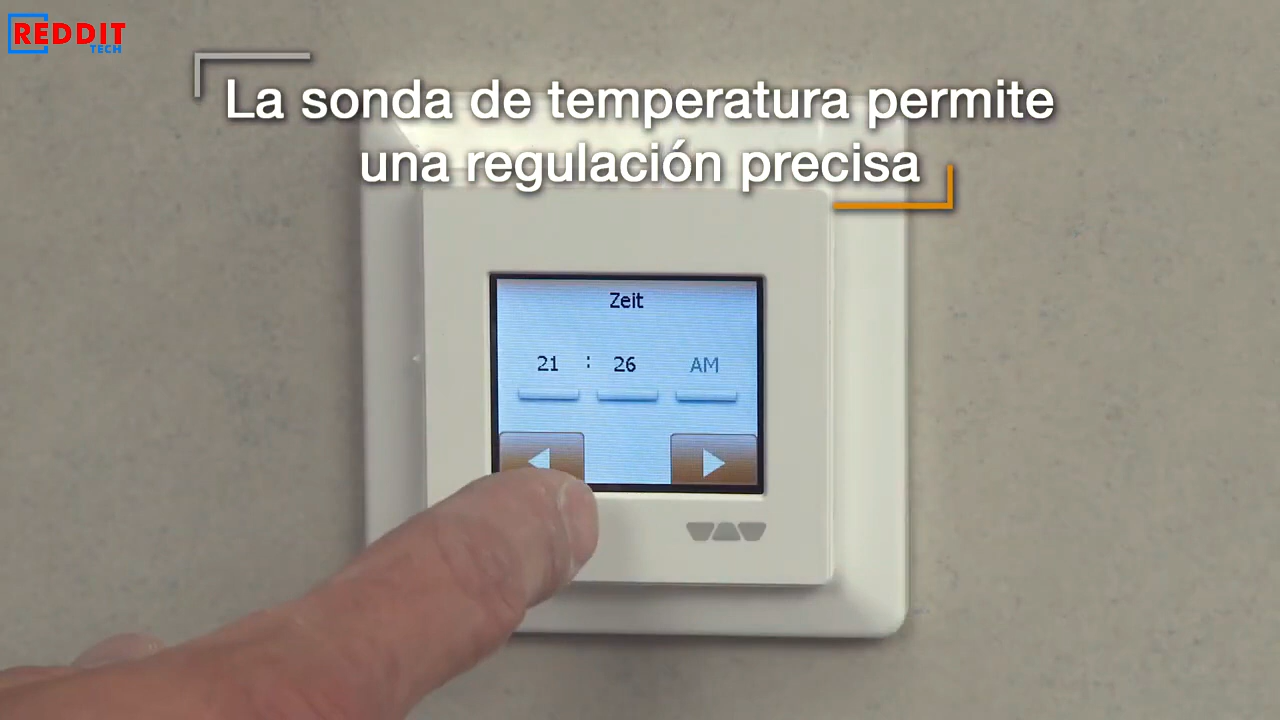 REDDIT
TECH
La sonda de temperatura permite
una regulación precisa
Zeit
21 : 26 AM